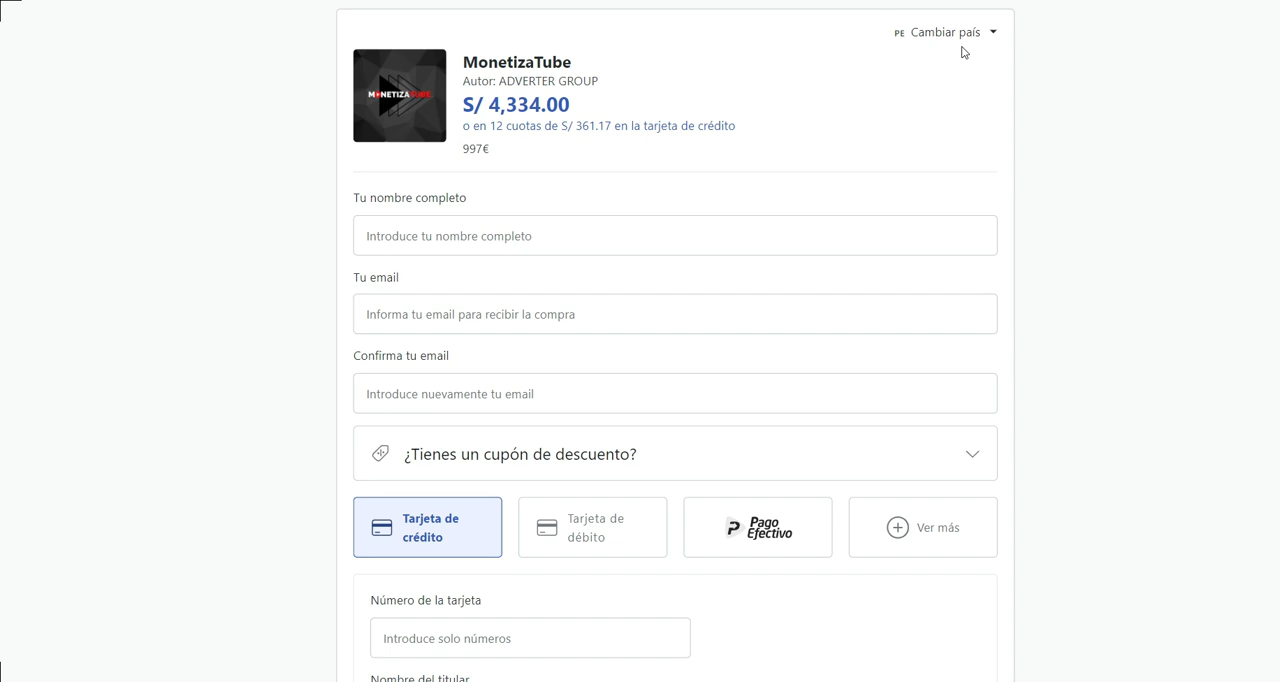 PE Cambiar país
MONETIZATUBE
MonetizaTube
Autor: ADVERTER GROUP
S/ 4,334.00
o en 12 cuotas de S/ 361.17 en la tarjeta de crédito
997€
Tu nombre completo
Introduce tu nombre completo
Tu email
Informa tu email para recibir la compra
Confirma tu email
Introduce nuevamente tu email
¿Tienes un cupón de descuento?
Tarjeta de
crédito
Tarjeta de
débito
Pago
Efectivo
Ver más
Número de la tarjeta
Introduce solo números
Nombre del titular